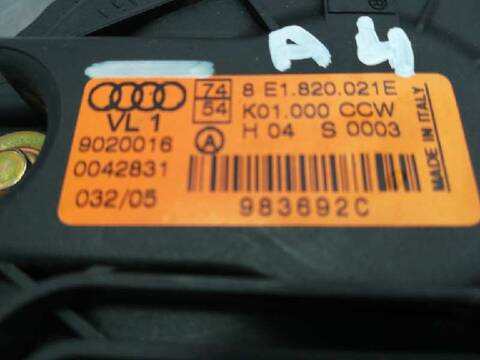 A 4
74 8 E1.820.021E
54 K01.000 CCW
VL 1 A H 04 S 0003
9020016
0042831
032/05 983692C
MADE IN ITALY